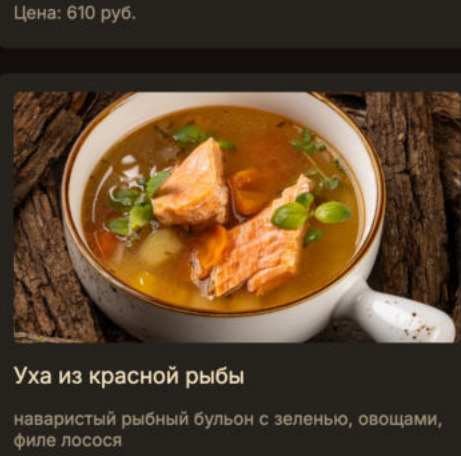 Цена: 610 руб.
Уха из красной рыбы
наваристый рыбный бульон с зеленью, овощами,
филе лосося